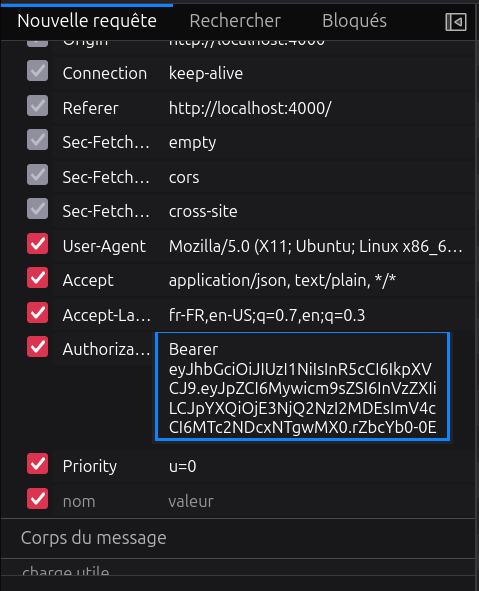 Nouvelle requête Rechercher Bloqués
Origin http://localhost:4000
Connection keep-alive
Referer http://localhost:4000/
Sec-Fetch… empty
Sec-Fetch… cors
Sec-Fetch… cross-site
User-Agent Mozilla/5.0 (X11; Ubuntu; Linux x86_6…
Accept application/json, text/plain, */*
Accept-La… fr-FR,en-US;q=0.7,en;q=0.3
Authoriza… Bearer
eyJhbGciOiJIUzI1NiIsInR5cCI6IkpXV
CJ9.eyJpZCI6Mywicm9sZSI6InVzZXIi
LCJpYXQiOjE3NjQ2NzI2MDEsImV4c
CI6MTc2NDcxNTgwMX0.rZbcYb0-0E
Priority u=0
nom valeur
Corps du message
charge utile